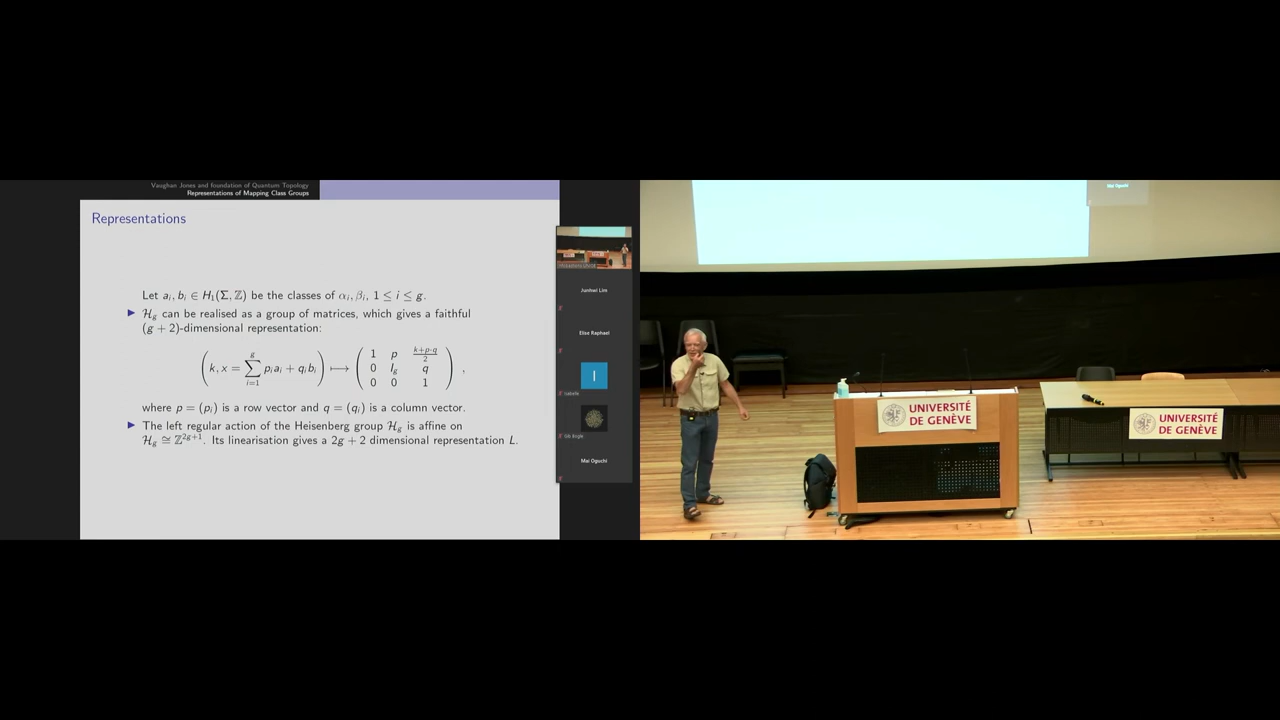 Vaughan Jones and foundation of Quantum Topology
Representations of Mapping Class Groups
Representations
Let a_i, b_i ∈ H_1(Σ, ℤ) be the classes of α_i, β_i, 1 ≤ i ≤ g.
▶ ℋ_g can be realised as a group of matrices, which gives a faithful
(g + 2)-dimensional representation:
(k, x = ∑_{i=1}^{g} p_i a_i + q_i b_i) ⟼ ( 1 p (k+p·q)/2 ; 0 I_g q ; 0 0 1 ) ,
where p = (p_i) is a row vector and q = (q_i) is a column vector.
▶ The left regular action of the Heisenberg group ℋ_g is affine on
ℋ_g ≅ ℤ^{2g+1}. Its linearisation gives a 2g + 2 dimensional representation L.
Junhwi Lim
Elise Raphael
I
Isabelle
Mai Oguchi
Mai Oguchi
UNIVERSITÉ
DE GENÈVE
UNIVERSITÉ
DE GENÈVE